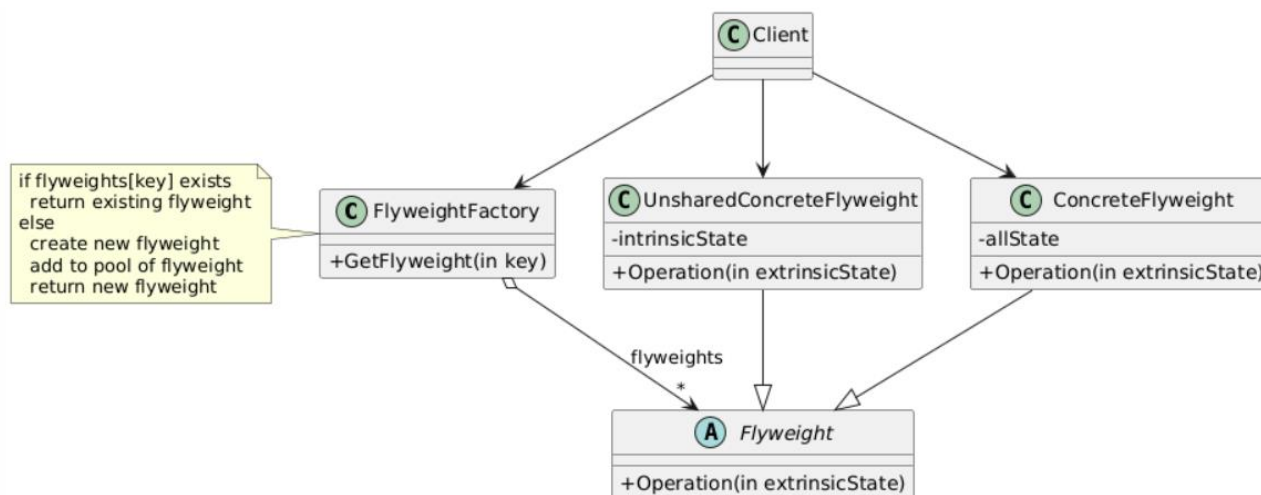 C Client
if flyweights[key] exists
return existing flyweight
else
create new flyweight
add to pool of flyweight
return new flyweight
C FlyweightFactory
+GetFlyweight(in key)
C UnsharedConcreteFlyweight
-intrinsicState
+Operation(in extrinsicState)
C ConcreteFlyweight
-allState
+Operation(in extrinsicState)
flyweights
*
A Flyweight
+Operation(in extrinsicState)